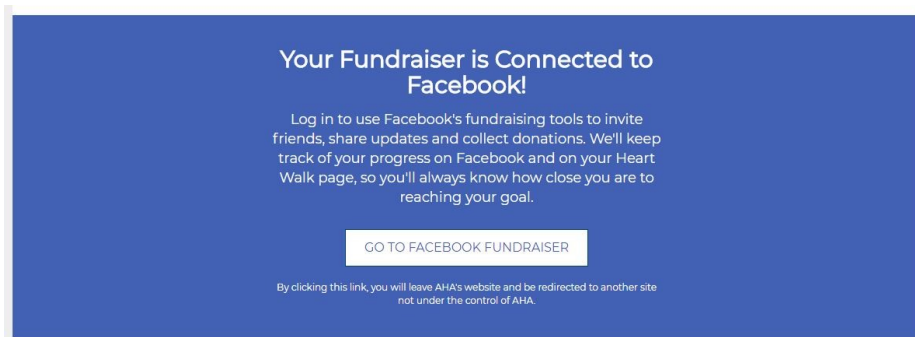 Your Fundraiser is Connected to
Facebook!
Log in to use Facebook's fundraising tools to invite
friends, share updates and collect donations. We'll keep
track of your progress on Facebook and on your Heart
Walk page, so you'll always know how close you are to
reaching your goal.
GO TO FACEBOOK FUNDRAISER
By clicking this link, you will leave AHA's website and be redirected to another site
not under the control of AHA.